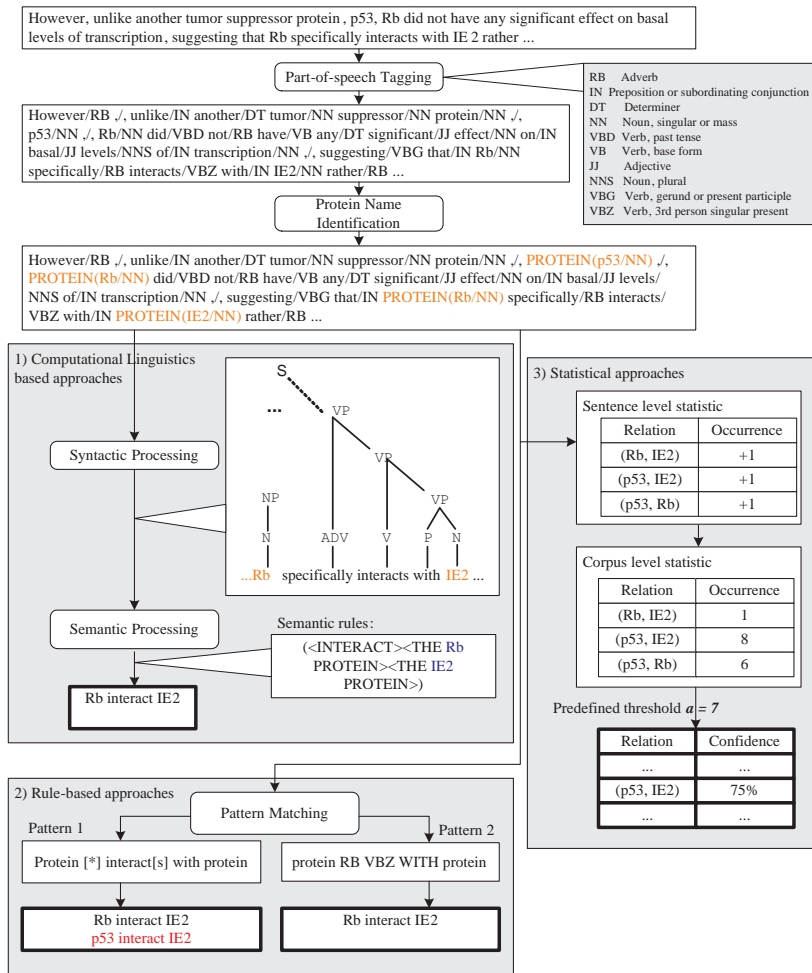 However, unlike another tumor suppressor protein, p53, Rb did not have any significant effect on basal
levels of transcription, suggesting that Rb specifically interacts with IE 2 rather ...
Part-of-speech Tagging
RB Adverb
IN Preposition or subordinating conjunction
DT Determiner
NN Noun, singular or mass
VBD Verb, past tense
VB Verb, base form
JJ Adjective
NNS Noun, plural
VBG Verb, gerund or present participle
VBZ Verb, 3rd person singular present
However/RB ,/, unlike/IN another/DT tumor/NN suppressor/NN protein/NN ,/,
p53/NN ,/, Rb/NN did/VBD not/RB have/VB any/DT significant/JJ effect/NN on/IN
basal/JJ levels/NNS of/IN transcription/NN ,/, suggesting/VBG that/IN Rb/NN
specifically/RB interacts/VBZ with/IN IE2/NN rather/RB ...
Protein Name
Identification
However/RB ,/, unlike/IN another/DT tumor/NN suppressor/NN protein/NN ,/, PROTEIN(p53/NN) ,/,
PROTEIN(Rb/NN) did/VBD not/RB have/VB any/DT significant/JJ effect/NN on/IN basal/JJ levels/
NNS of/IN transcription/NN ,/, suggesting/VBG that/IN PROTEIN(Rb/NN) specifically/RB interacts/
VBZ with/IN PROTEIN(IE2/NN) rather/RB ...
1) Computational Linguistics
based approaches
Syntactic Processing
S
... VP
VP
NP VP
N ADV V P N
...Rb specifically interacts with IE2 ...
Semantic Processing
Semantic rules:
(<INTERACT><THE Rb
PROTEIN><THE IE2
PROTEIN>)
Rb interact IE2
3) Statistical approaches
Sentence level statistic
Relation Occurrence
(Rb, IE2) +1
(p53, IE2) +1
(p53, Rb) +1
Corpus level statistic
Relation Occurrence
(Rb, IE2) 1
(p53, IE2) 8
(p53, Rb) 6
Predefined threshold a = 7
Relation Confidence
... ...
(p53, IE2) 75%
... ...
2) Rule-based approaches
Pattern Matching
Pattern 1
Protein [*] interact[s] with protein
Rb interact IE2
p53 interact IE2
Pattern 2
protein RB VBZ WITH protein
Rb interact IE2